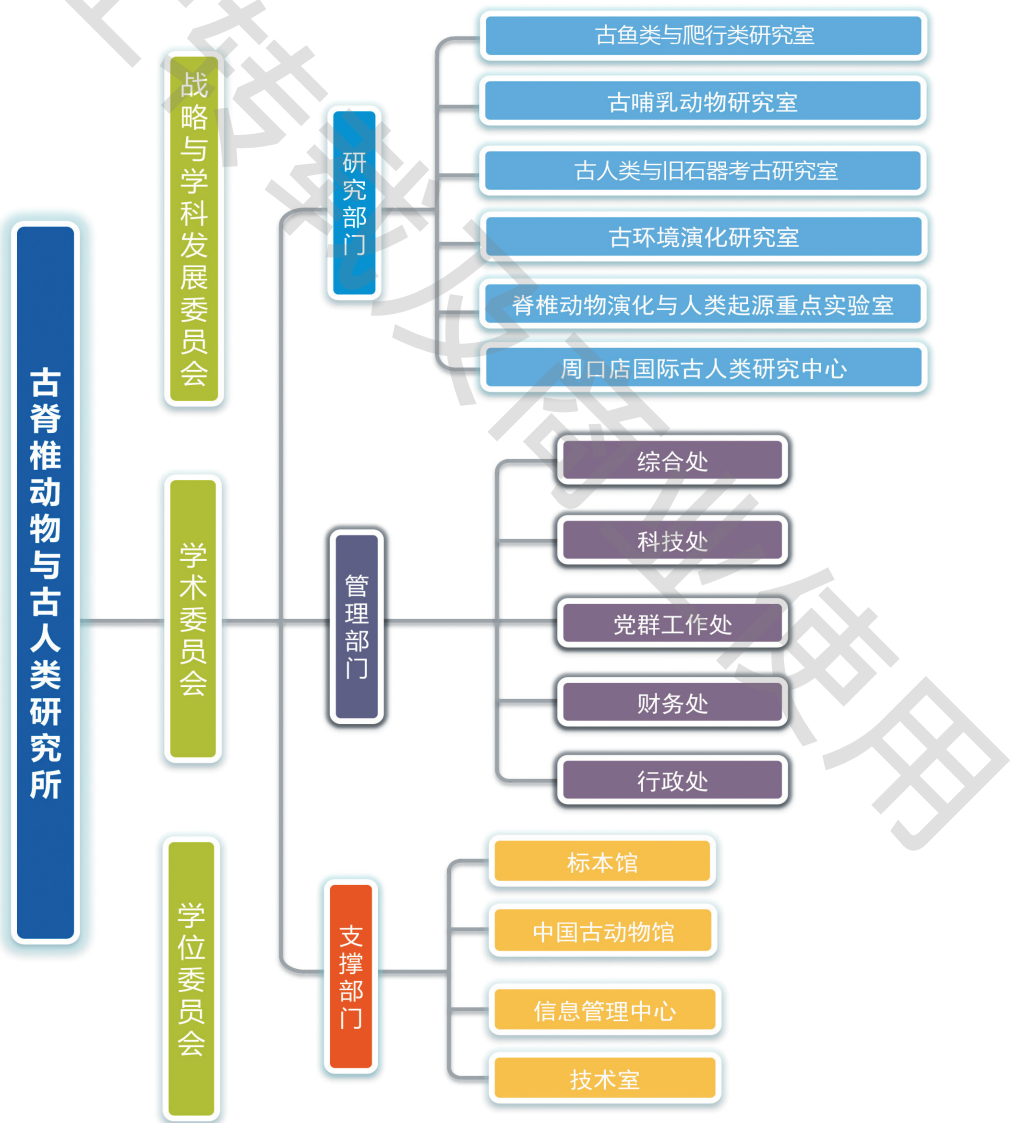 古脊椎动物与古人类研究所
战略与学科发展委员会
学术委员会
学位委员会
研究部门
古鱼类与爬行类研究室
古哺乳动物研究室
古人类与旧石器考古研究室
古环境演化研究室
脊椎动物演化与人类起源重点实验室
周口店国际古人类研究中心
管理部门
综合处
科技处
党群工作处
财务处
行政处
支撑部门
标本馆
中国古动物馆
信息管理中心
技术室
转载及商业使用